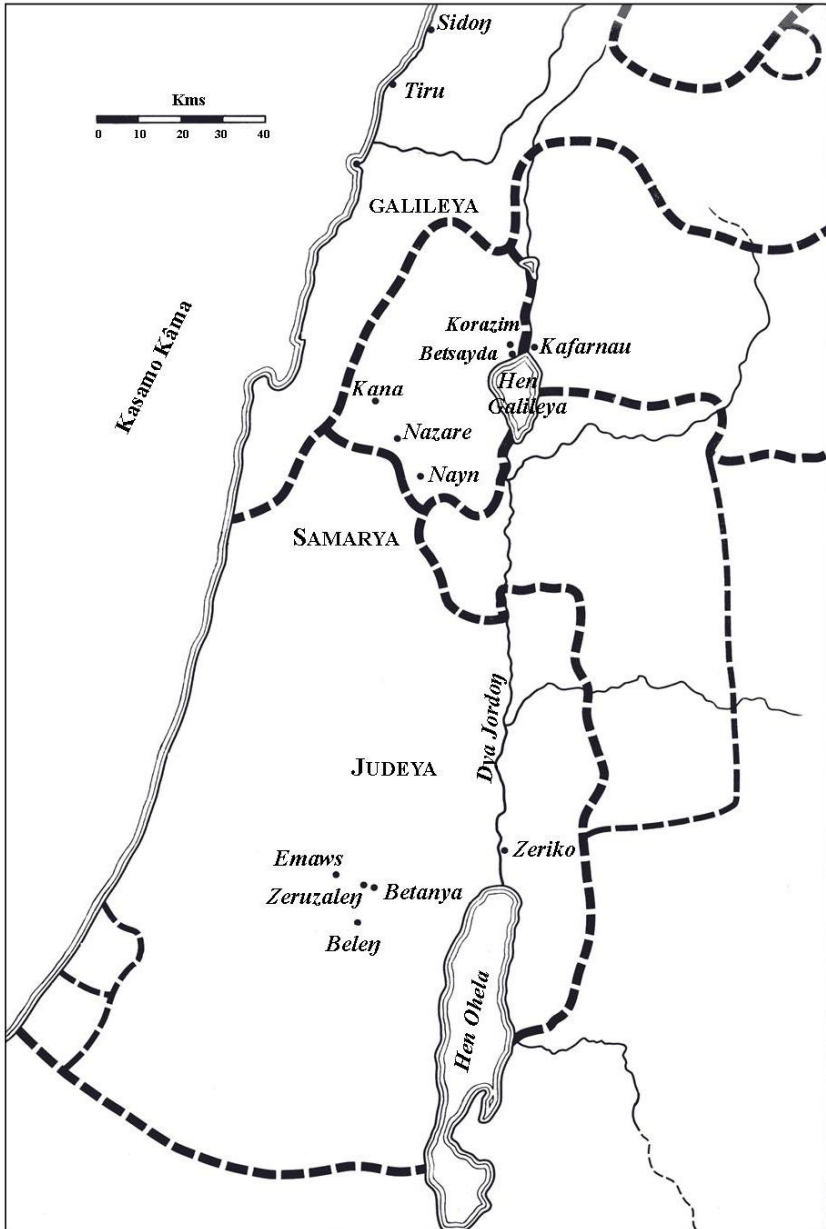 Sidoŋ
Tiru
Kms
0 10 20 30 40
GALILEYA
Kasamo Kâma
Korazim
Betsayda
Kafarnau
Hen
Galileya
Kana
Nazare
Nayn
SAMARYA
Dya Jordoŋ
JUDEYA
Zeriko
Emaws
Zeruzaleŋ
Betanya
Beleŋ
Hen Ohela